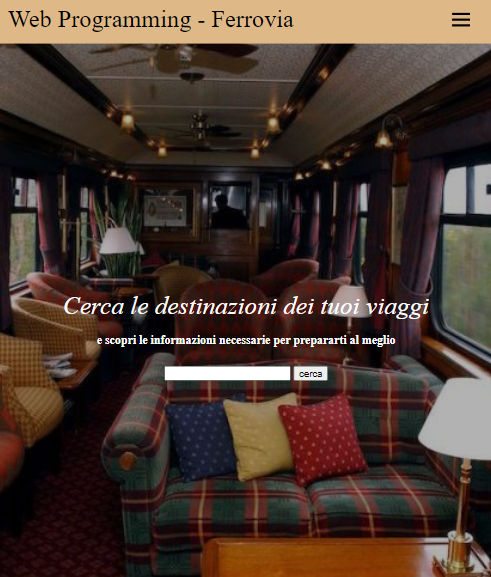 Web Programming - Ferrovia
Cerca le destinazioni dei tuoi viaggi
e scopri le informazioni necessarie per prepararti al meglio
cerca